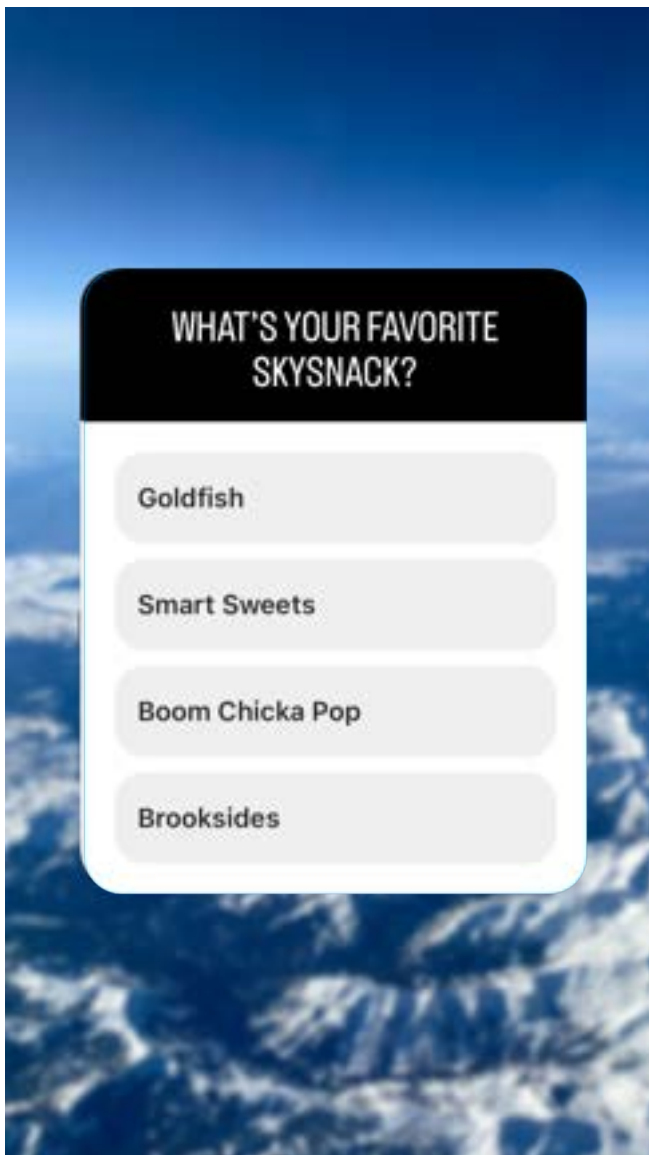 WHAT'S YOUR FAVORITE
SKYSNACK?
Goldfish
Smart Sweets
Boom Chicka Pop
Brooksides